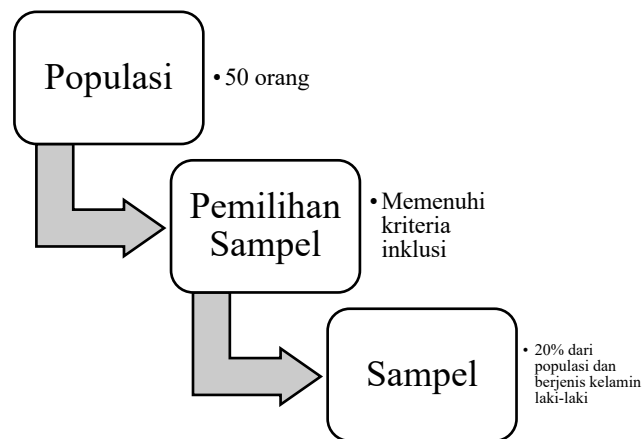 Populasi
• 50 orang
Pemilihan
Sampel
• Memenuhi
kriteria
inklusi
Sampel
• 20% dari
populasi dan
berjenis kelamin
laki-laki